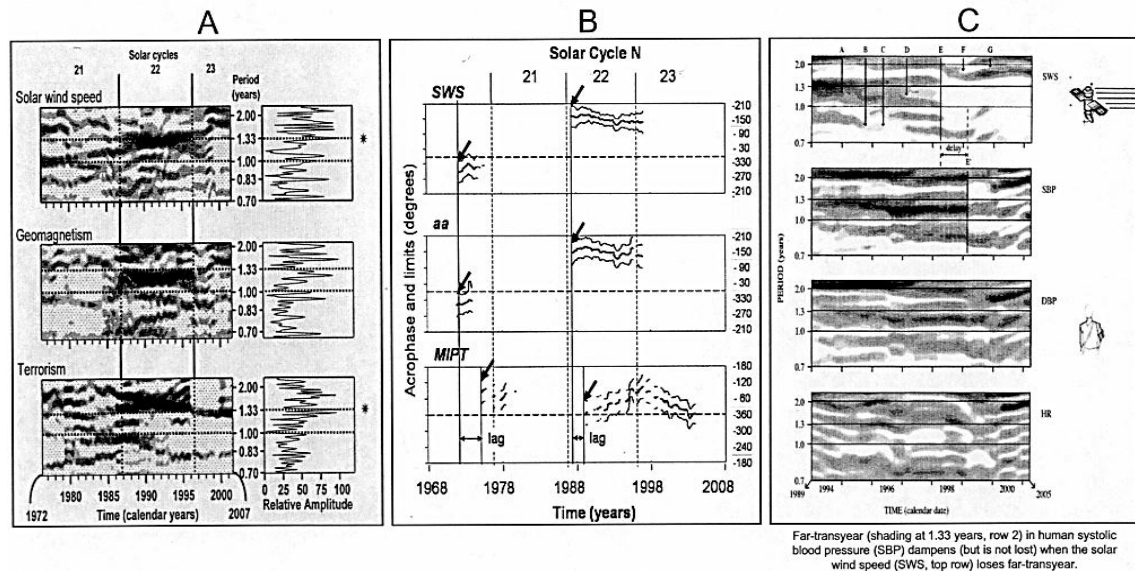 A
Solar cycles
21 22 23
Period
(years)
Solar wind speed
2.00
1.33
*
1.00
0.83
0.70
Geomagnetism
2.00
1.33
1.00
0.83
0.70
Terrorism
2.00
1.33
*
1.00
0.83
0.70
1980 1985 1990 1995 2000
0 25 50 75 100
1972 Time (calendar years) 2007
Relative Amplitude
B
Solar Cycle N
21 22 23
SWS
-210
-150
-90
-30
-330
-270
-210
aa
-210
-150
-90
-30
-330
-270
-210
MIPT
-180
-120
-60
-360
-300
-240
-180
lag lag
Acrophase and limits (degrees)
1968 1978 1988 1998 2008
Time (years)
C
A B C D E F G
2.0
1.3
1.0
0.7
SWS
delay
E'
2.0
1.3
1.0
0.7
SBP
PERIOD (years)
2.0
1.3
1.0
0.7
DBP
2.0
1.3
1.0
0.7
HR
1989 1994 1996 1998 2000 2005
TIME (calendar date)
Far-transyear (shading at 1.33 years, row 2) in human systolic
blood pressure (SBP) dampens (but is not lost) when the solar
wind speed (SWS, top row) loses far-transyear.